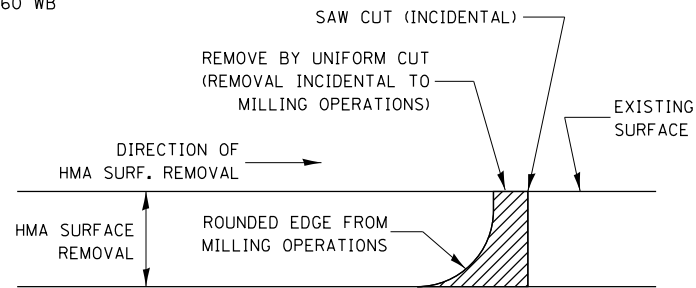 60 WB
SAW CUT (INCIDENTAL)
REMOVE BY UNIFORM CUT
(REMOVAL INCIDENTAL TO
MILLING OPERATIONS)
EXISTING
SURFACE
DIRECTION OF
HMA SURF. REMOVAL
HMA SURFACE
REMOVAL
ROUNDED EDGE FROM
MILLING OPERATIONS